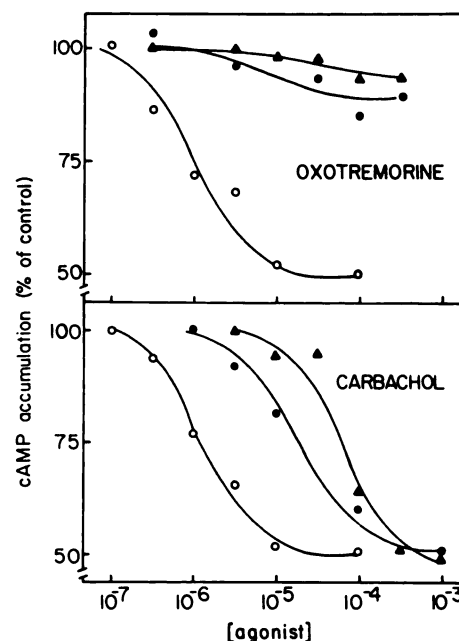 100
75
50
OXOTREMORINE
100
75
50
CARBACHOL
cAMP accumulation (% of control)
10⁻⁷ 10⁻⁶ 10⁻⁵ 10⁻⁴ 10⁻³
[agonist]